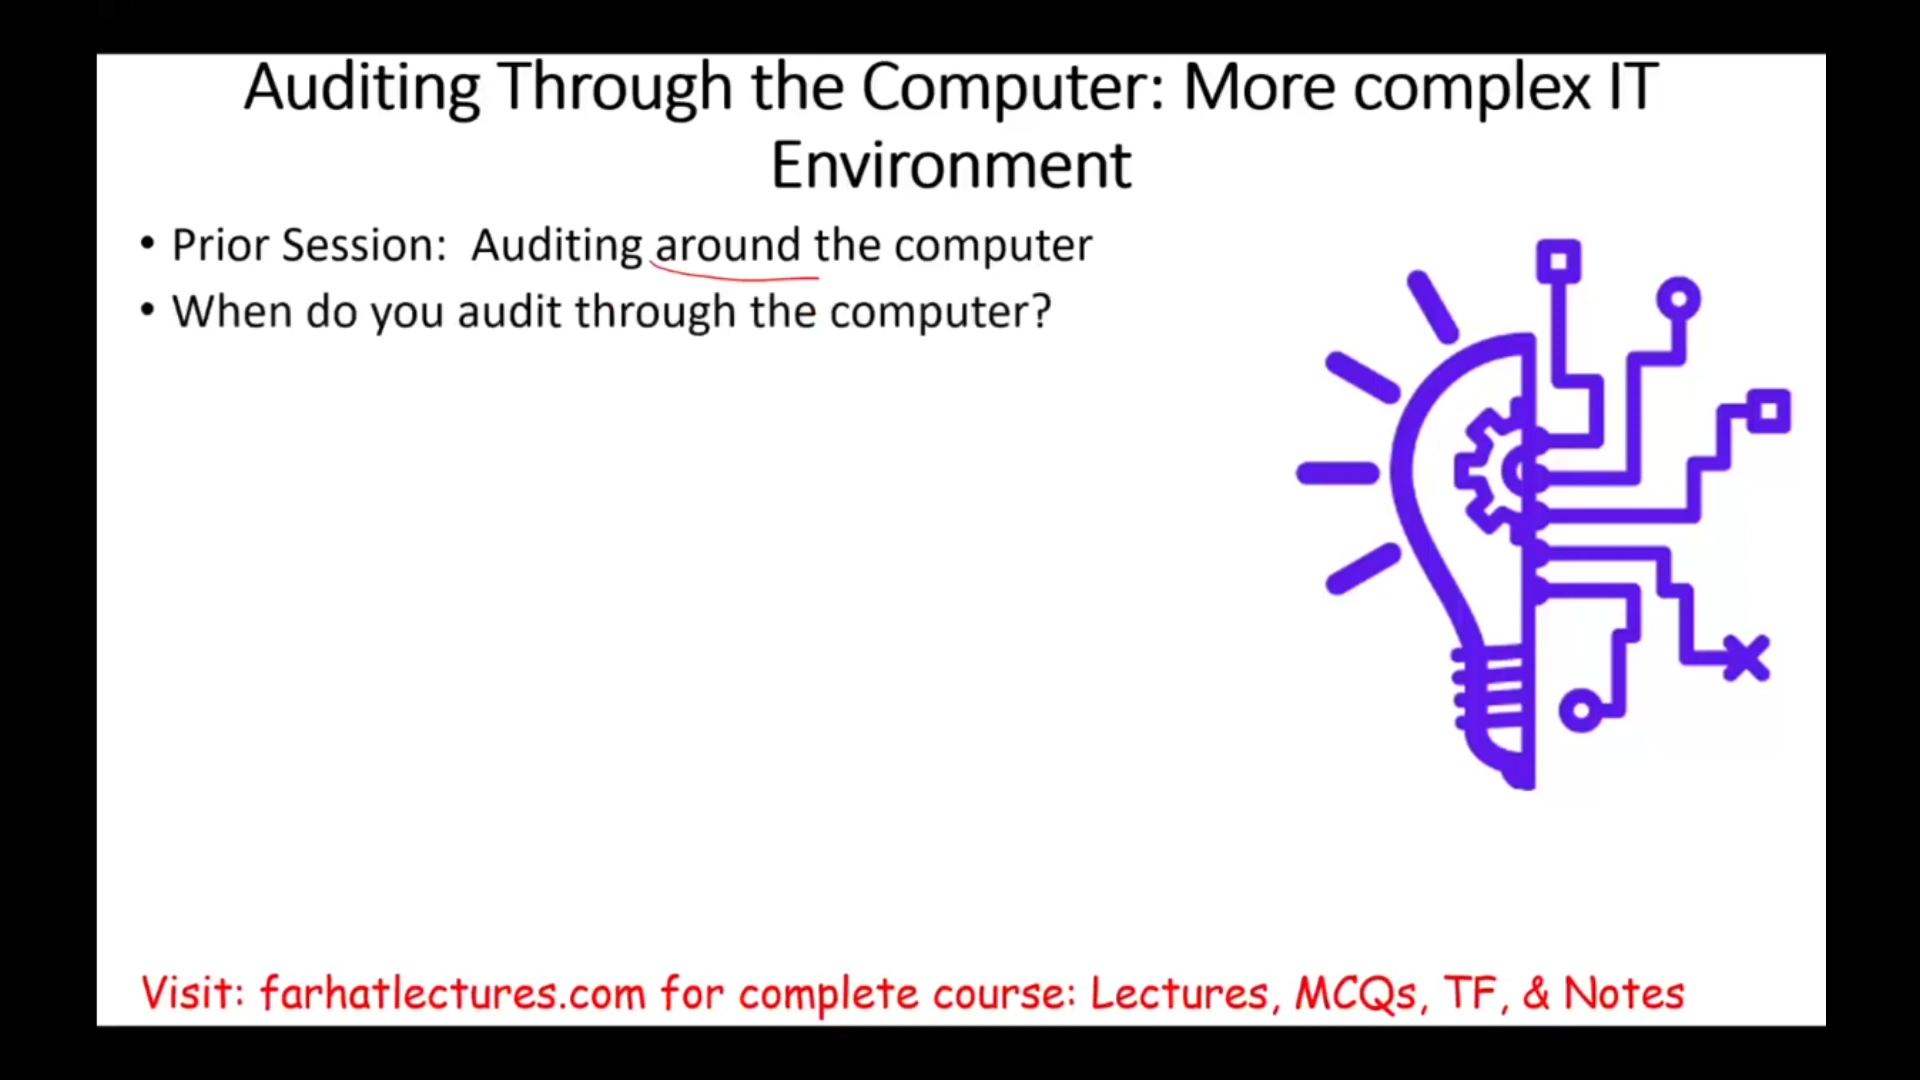 Auditing Through the Computer: More complex IT
Environment
• Prior Session: Auditing around the computer
• When do you audit through the computer?
Visit: farhatlectures.com for complete course: Lectures, MCQs, TF, & Notes